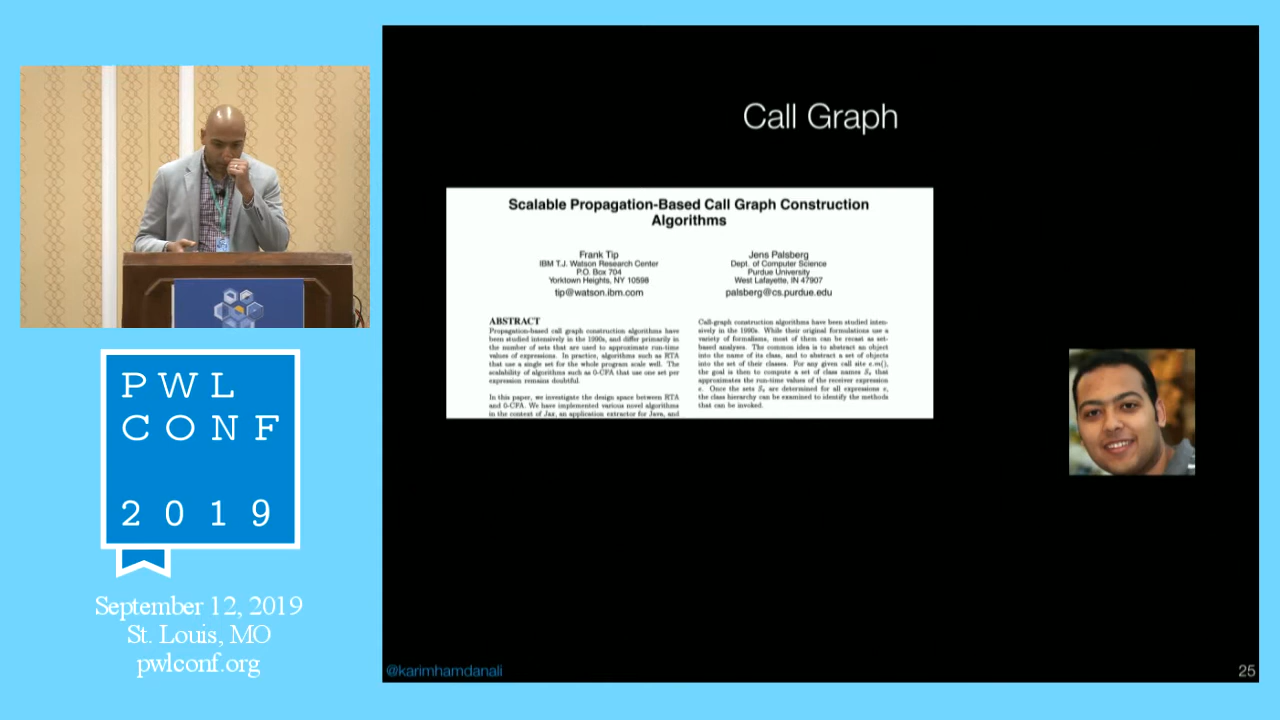 PWL
CONF
2019
September 12, 2019
St. Louis, MO
pwlconf.org
Call Graph
Scalable Propagation-Based Call Graph Construction
Algorithms
Frank Tip
IBM T.J. Watson Research Center
P.O. Box 704
Yorktown Heights, NY 10598
tip@watson.ibm.com
Jens Palsberg
Dept. of Computer Science
Purdue University
West Lafayette, IN 47907
palsberg@cs.purdue.edu
ABSTRACT
Propagation-based call graph construction algorithms have
been studied intensively in the 1990s, and differ primarily in
the number of sets that are used to approximate run-time
values of expressions. In practice, algorithms such as RTA
that use a single set for the whole program scale well. The
scalability of algorithms such as 0-CFA that use one set per
expression remains doubtful.
In this paper, we investigate the design space between RTA
and 0-CFA. We have implemented various novel algorithms
in the context of Jax, an application extractor for Java, and
Call-graph construction algorithms have been studied inten-
sively in the 1990s. While their original formulations use a
variety of formalisms, most of them can be recast as set-
based analyses. The common idea is to abstract an object
into the name of its class, and to abstract a set of objects
into the set of their classes. For any given call site e.m(),
the goal is then to compute a set of class names Sₑ that
approximates the run-time values of the receiver expression
e. Once the sets Sₑ are determined for all expressions e,
the class hierarchy can be examined to identify the methods
that can be invoked.
@karimhamdanali
25